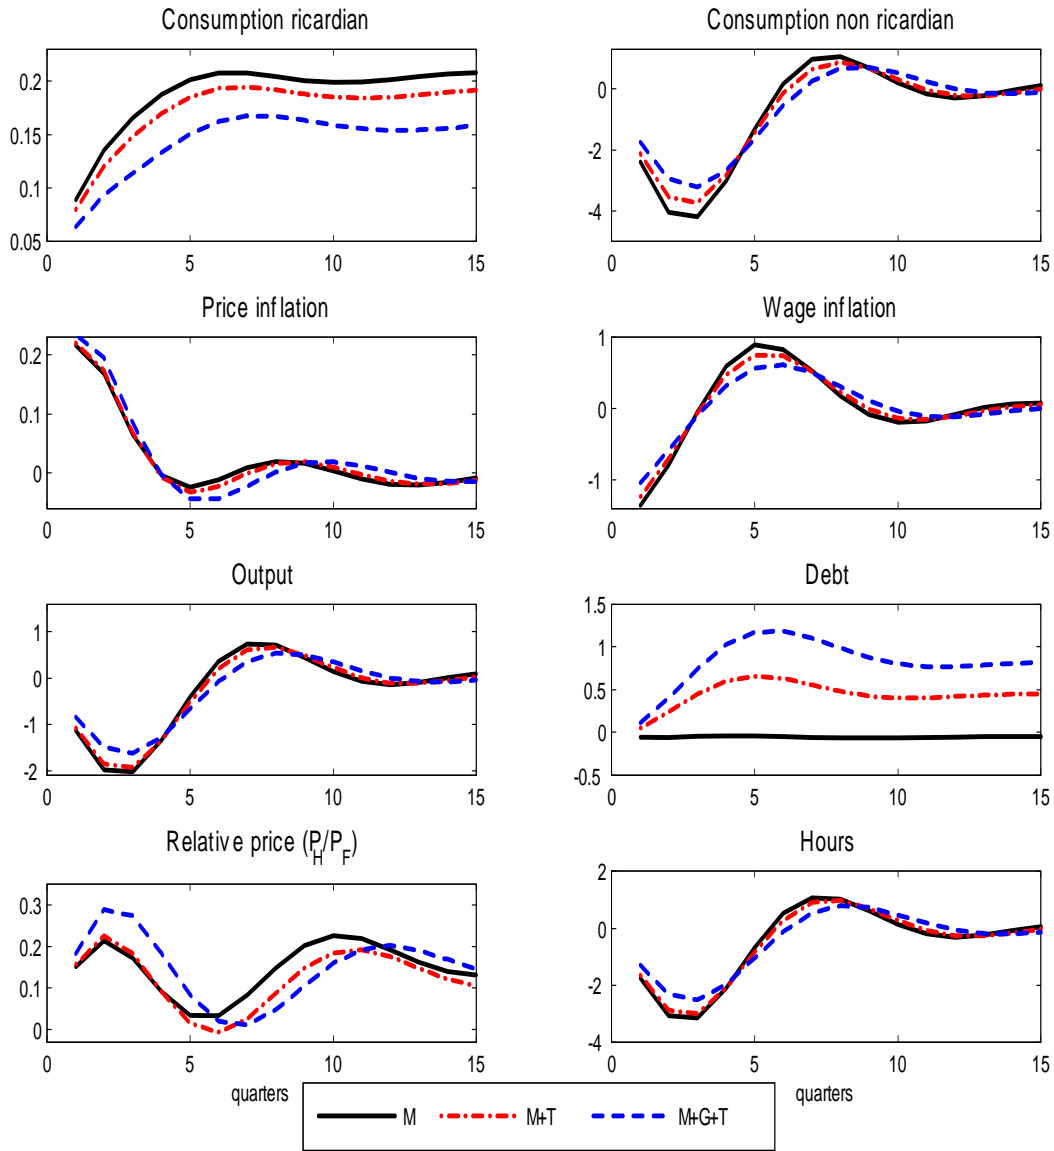 Consumption ricardian
0.2
0.15
0.1
0.05
0 5 10 15
Consumption non ricardian
0
-2
-4
0 5 10 15
Price inflation
0.2
0.1
0
0 5 10 15
Wage inflation
1
0
-1
0 5 10 15
Output
1
0
-1
-2
0 5 10 15
Debt
1.5
1
0.5
0
-0.5
0 5 10 15
Relative price (P_H/P_F)
0.3
0.2
0.1
0
0 5 10 15
quarters
Hours
2
0
-2
-4
0 5 10 15
quarters
M M+T M+G+T